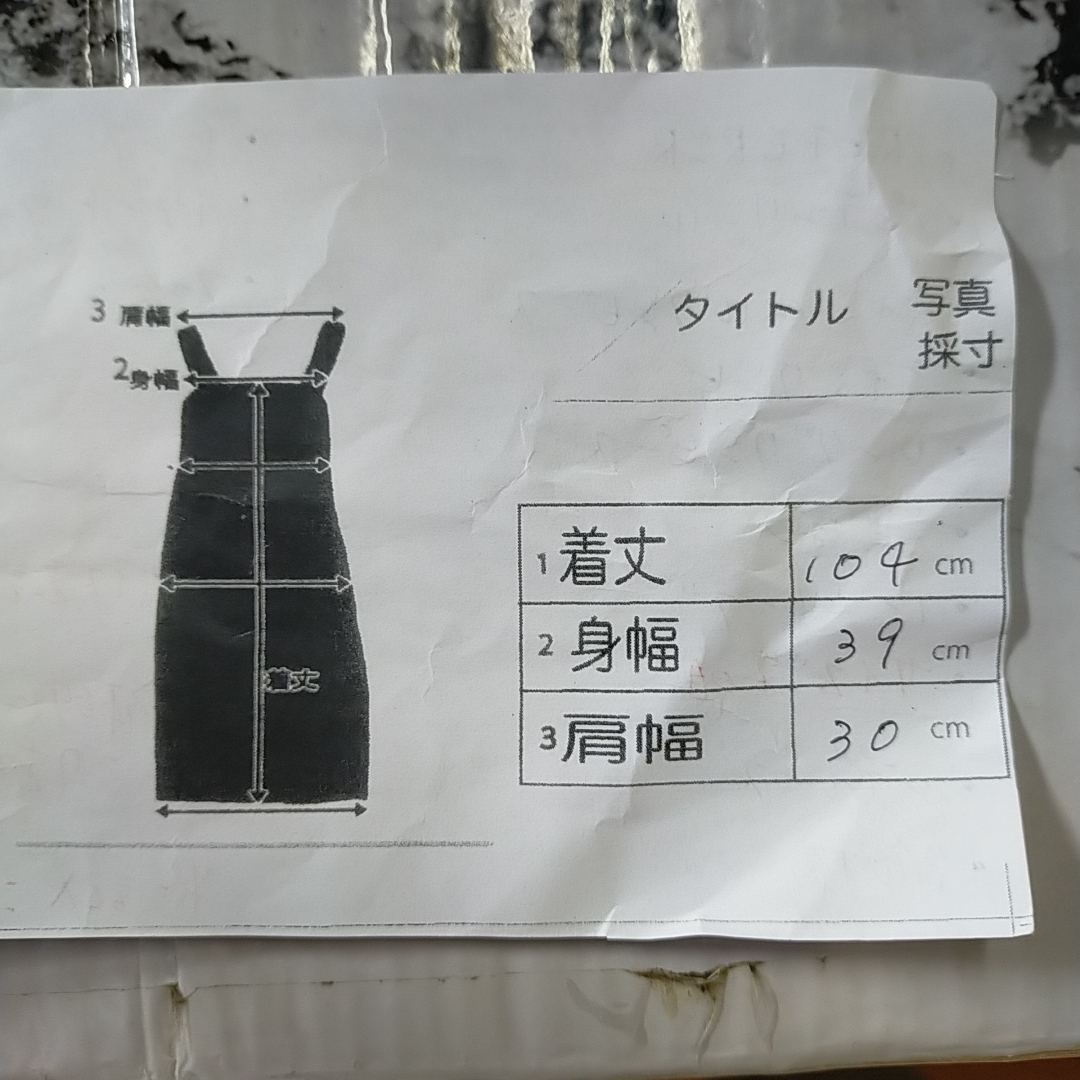 タイトル 写真
採寸
3 肩幅
2身幅
着丈
1 着丈 104 cm
2 身幅 39 cm
3 肩幅 30 cm